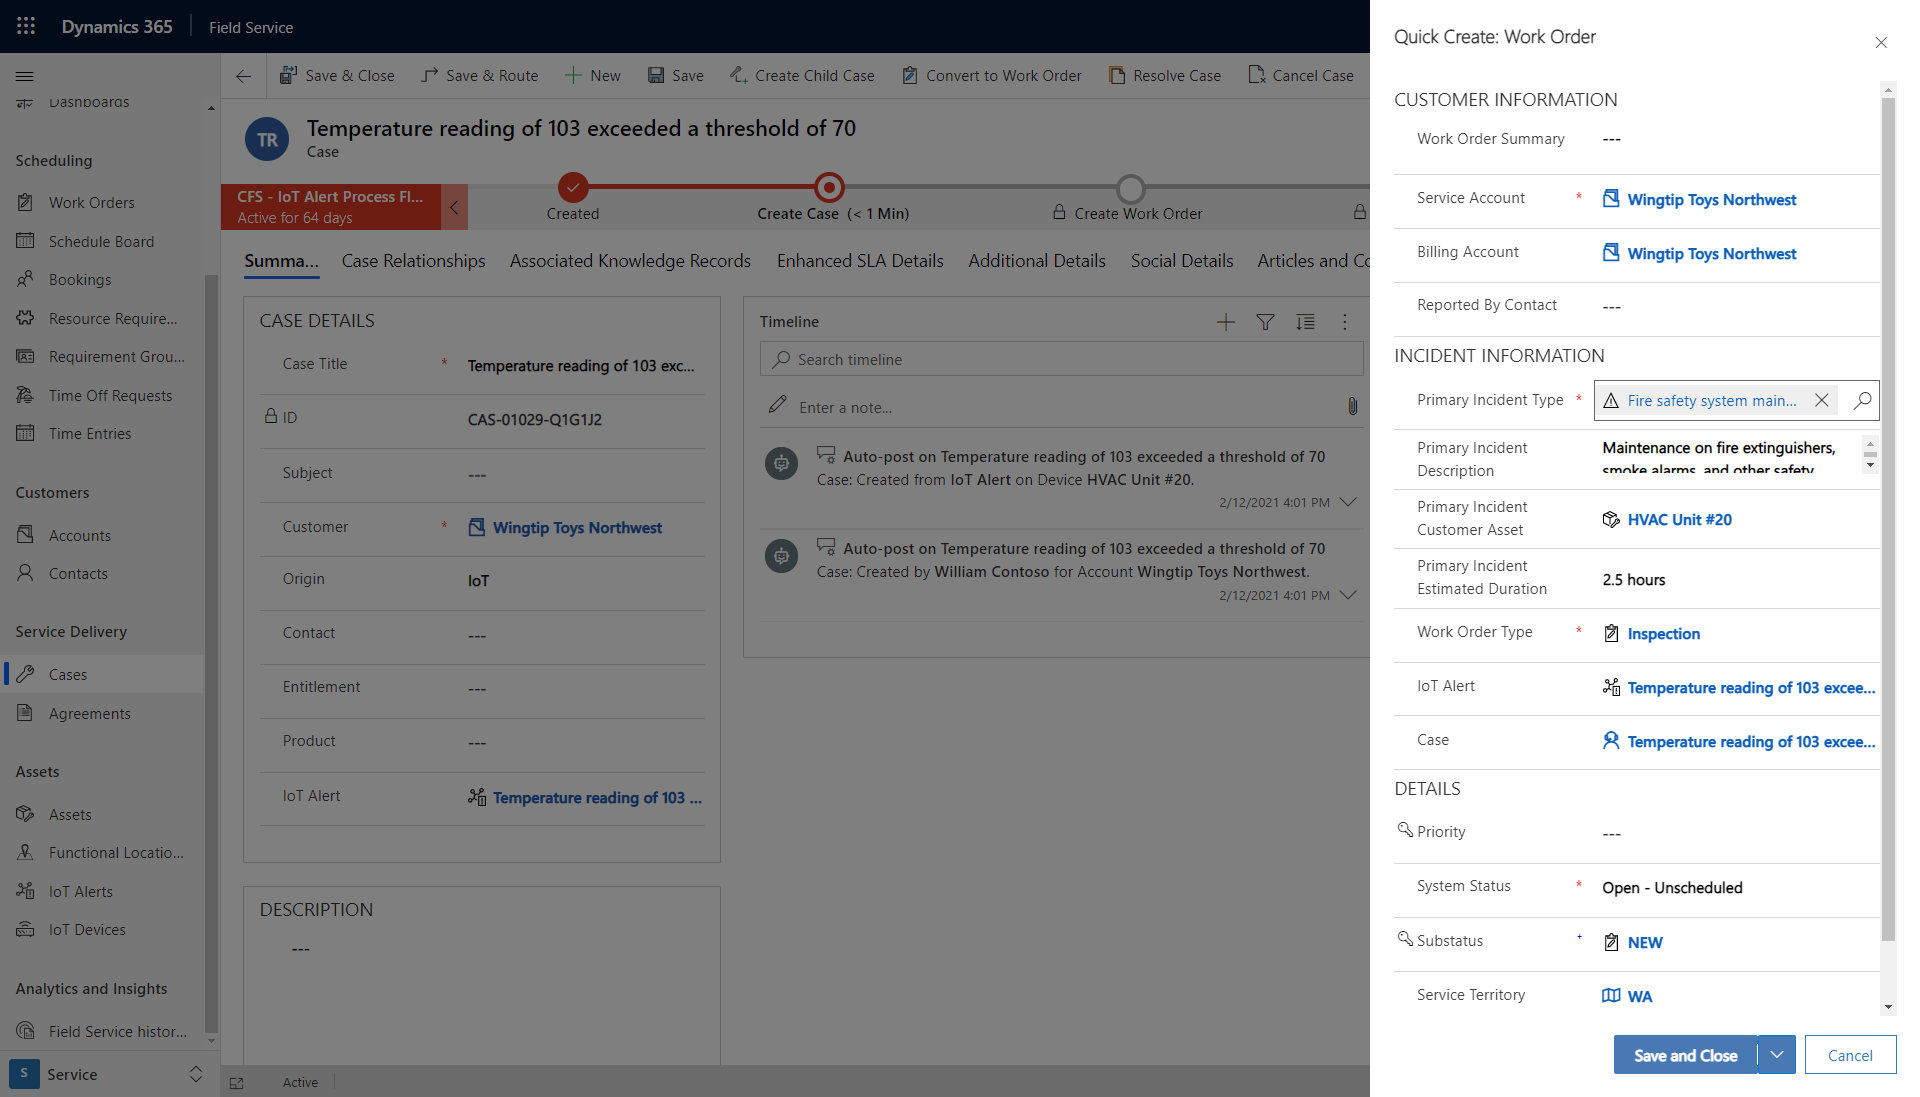 Dynamics 365
Field Service
Dashboards
Scheduling
Work Orders
Schedule Board
Bookings
Resource Require...
Requirement Grou...
Time Off Requests
Time Entries
Customers
Accounts
Contacts
Service Delivery
Cases
Agreements
Assets
Assets
Functional Locatio...
IoT Alerts
IoT Devices
Analytics and Insights
Field Service histor...
S
Service
Save & Close
Save & Route
New
Save
Create Child Case
Convert to Work Order
Resolve Case
Cancel Case
TR
Temperature reading of 103 exceeded a threshold of 70
Case
CFS - IoT Alert Process Fl...
Active for 64 days
Created
Create Case (< 1 Min)
Create Work Order
Summa...
Case Relationships
Associated Knowledge Records
Enhanced SLA Details
Additional Details
Social Details
Articles and Co
CASE DETAILS
Case Title * Temperature reading of 103 exc...
ID CAS-01029-Q1G1J2
Subject ---
Customer * Wingtip Toys Northwest
Origin IoT
Contact ---
Entitlement ---
Product ---
IoT Alert Temperature reading of 103 ...
DESCRIPTION
---
Timeline
Search timeline
Enter a note...
Auto-post on Temperature reading of 103 exceeded a threshold of 70
Case: Created from IoT Alert on Device HVAC Unit #20.
2/12/2021 4:01 PM
Auto-post on Temperature reading of 103 exceeded a threshold of 70
Case: Created by William Contoso for Account Wingtip Toys Northwest.
2/12/2021 4:01 PM
Active
Quick Create: Work Order
CUSTOMER INFORMATION
Work Order Summary ---
Service Account * Wingtip Toys Northwest
Billing Account Wingtip Toys Northwest
Reported By Contact ---
INCIDENT INFORMATION
Primary Incident Type * Fire safety system main...
Primary Incident
Description
Maintenance on fire extinguishers,
smoke alarms, and other safety
Primary Incident
Customer Asset
HVAC Unit #20
Primary Incident
Estimated Duration
2.5 hours
Work Order Type * Inspection
IoT Alert Temperature reading of 103 excee...
Case Temperature reading of 103 excee...
DETAILS
Priority ---
System Status * Open - Unscheduled
Substatus + NEW
Service Territory WA
Save and Close
Cancel